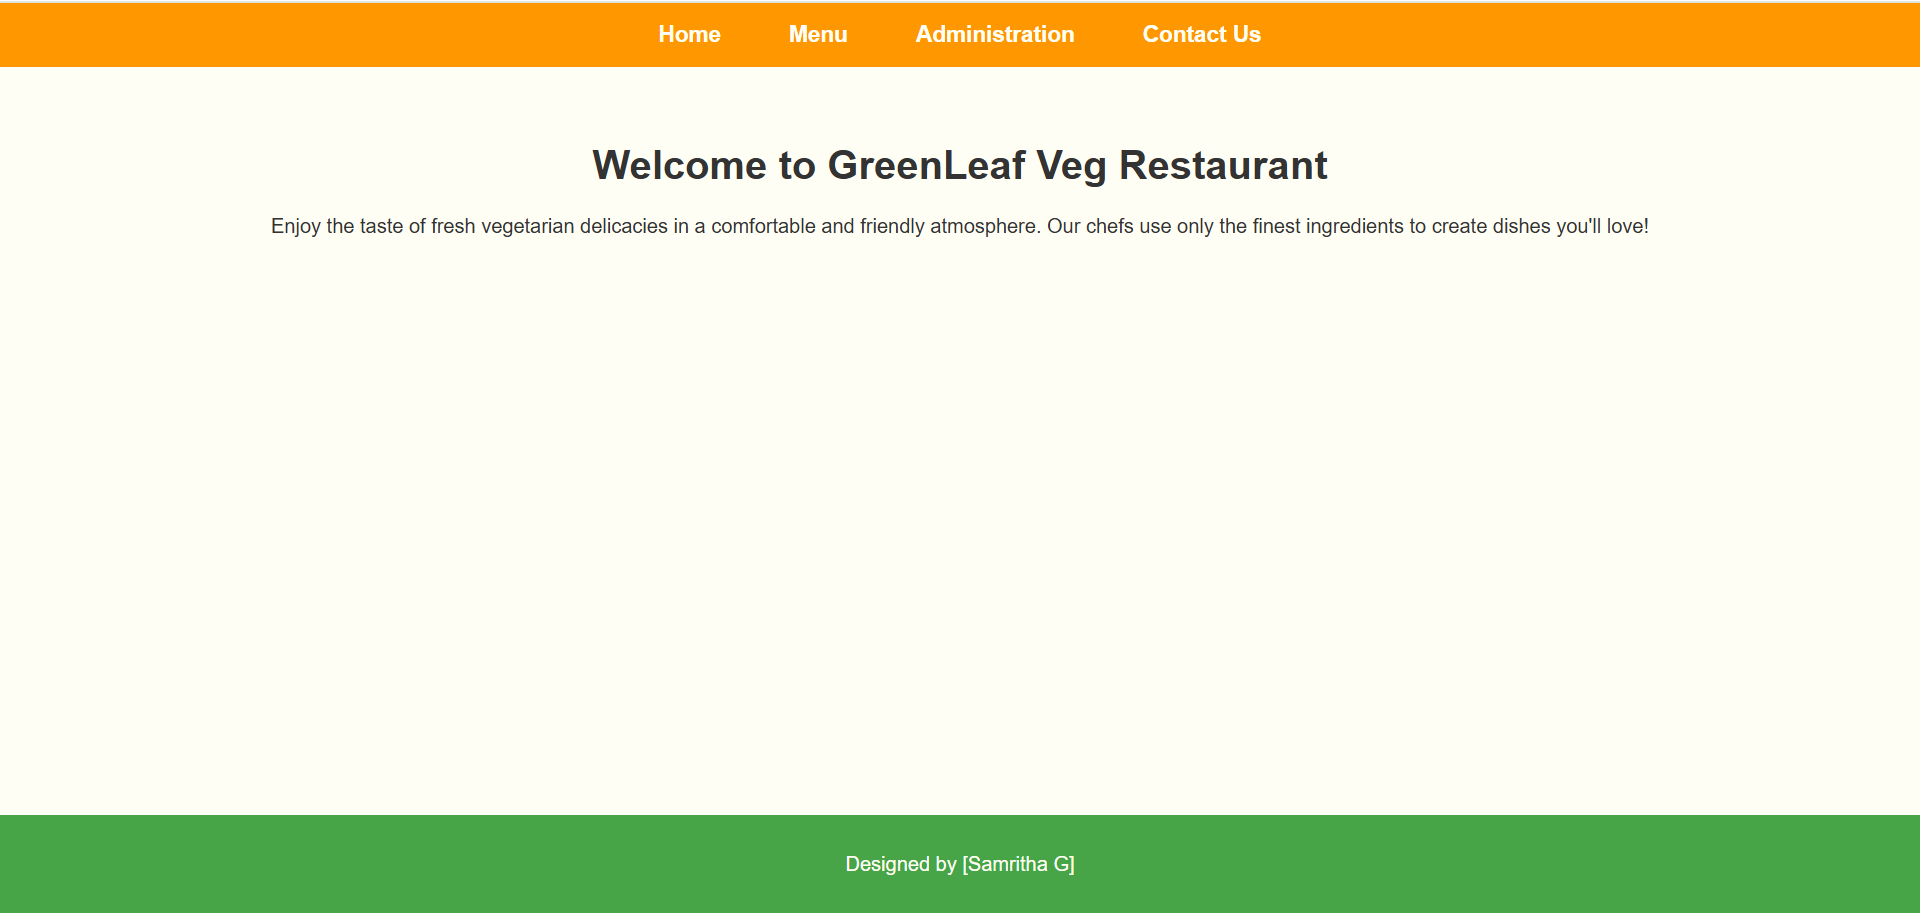 Home Menu Administration Contact Us
Welcome to GreenLeaf Veg Restaurant
Enjoy the taste of fresh vegetarian delicacies in a comfortable and friendly atmosphere. Our chefs use only the finest ingredients to create dishes you'll love!
Designed by [Samritha G]